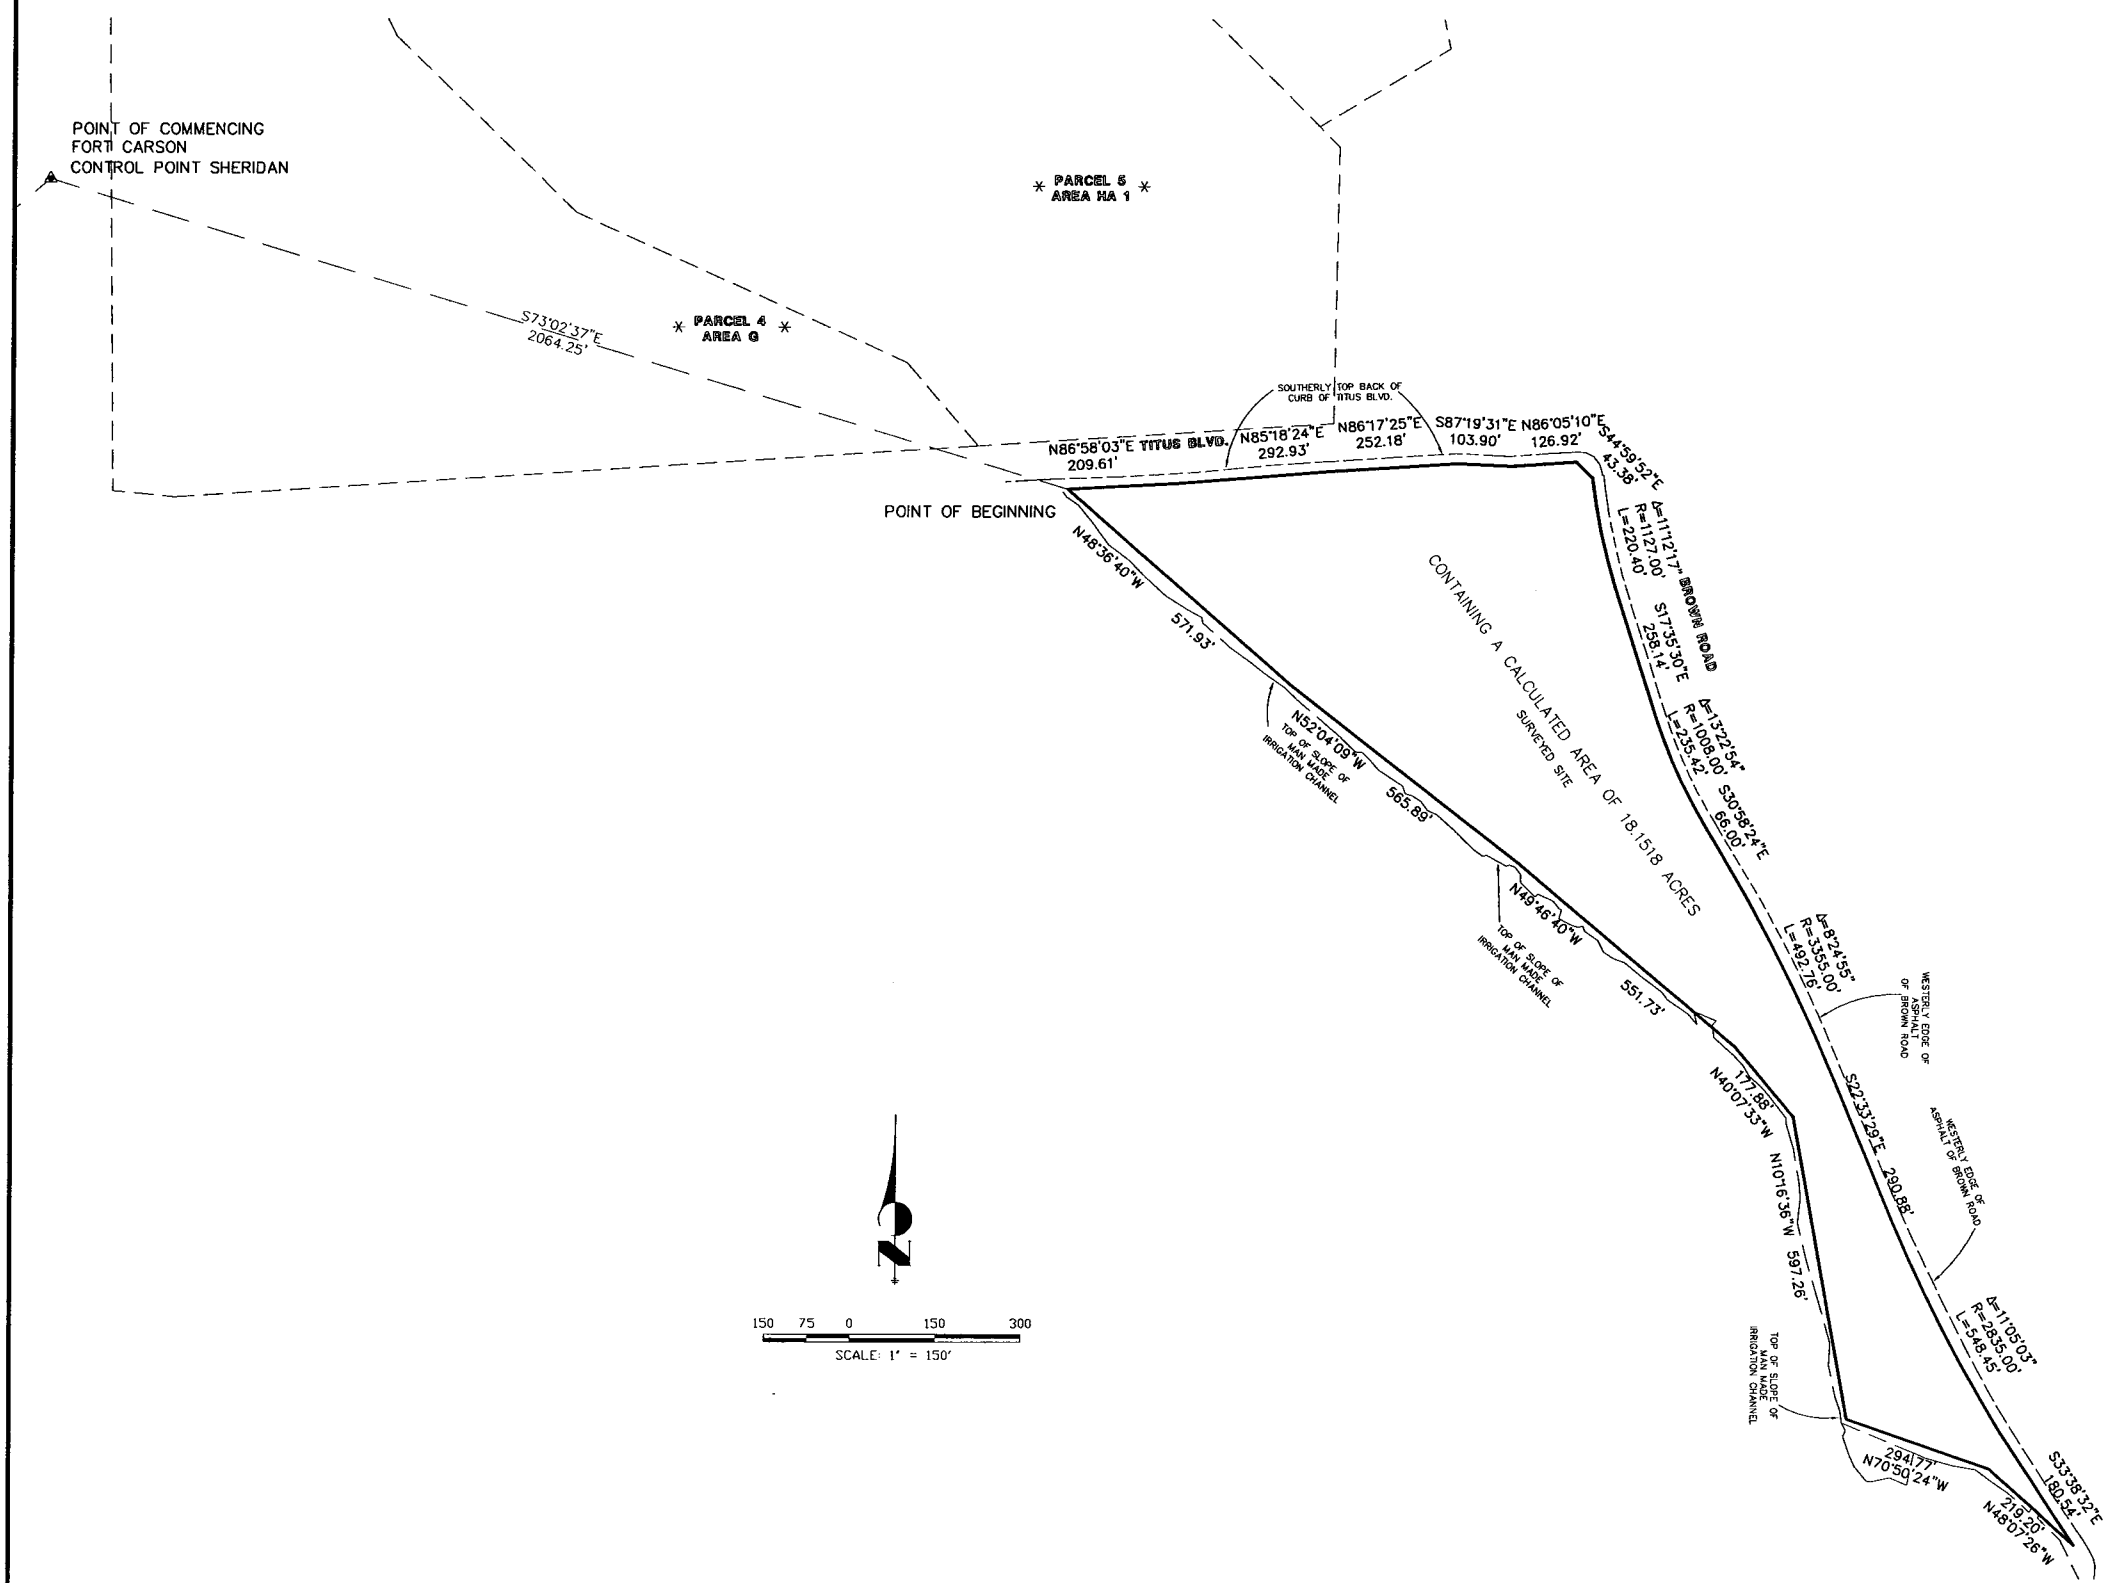 POINT OF COMMENCING
FORT CARSON
CONTROL POINT SHERIDAN
* PARCEL 5 *
AREA HA 1
* PARCEL 4 *
AREA G
S73°02'37"E
2064.25'
SOUTHERLY TOP BACK OF
CURB OF TITUS BLVD.
N86°58'03"E
209.61'
TITUS BLVD.
N85°18'24"E
292.93'
N86°17'25"E
252.18'
S87°19'31"E
103.90'
N86°05'10"E
126.92'
S44°59'52"E
43.38'
POINT OF BEGINNING
Δ=11°12'17"
R=1127.00'
L=220.40'
BROWN ROAD
S17°35'30"E
258.14'
Δ=13°22'54"
R=1008.00'
L=235.42'
S30°58'24"E
66.00'
CONTAINING A CALCULATED AREA OF 18.1518 ACRES
SURVEYED SITE
N48°36'40"W
571.93'
N52°04'09"W
565.89'
TOP OF SLOPE OF
MAN MADE
IRRIGATION CHANNEL
N49°46'40"W
551.73'
TOP OF SLOPE OF
MAN MADE
IRRIGATION CHANNEL
Δ=8°24'55"
R=3355.00'
L=492.76'
WESTERLY EDGE OF
ASPHALT
OF BROWN ROAD
177.88'
N40°07'33"W
S22°33'29"E 290.88'
WESTERLY EDGE OF
ASPHALT OF BROWN ROAD
N10°16'36"W 597.26'
Δ=11°05'03"
R=2835.00'
L=548.45'
TOP OF SLOPE OF
MAN MADE
IRRIGATION CHANNEL
294.77'
N70°50'24"W
S33°38'32"E
180.54'
219.20'
N48°07'26"W
N
150 75 0 150 300
SCALE: 1" = 150'